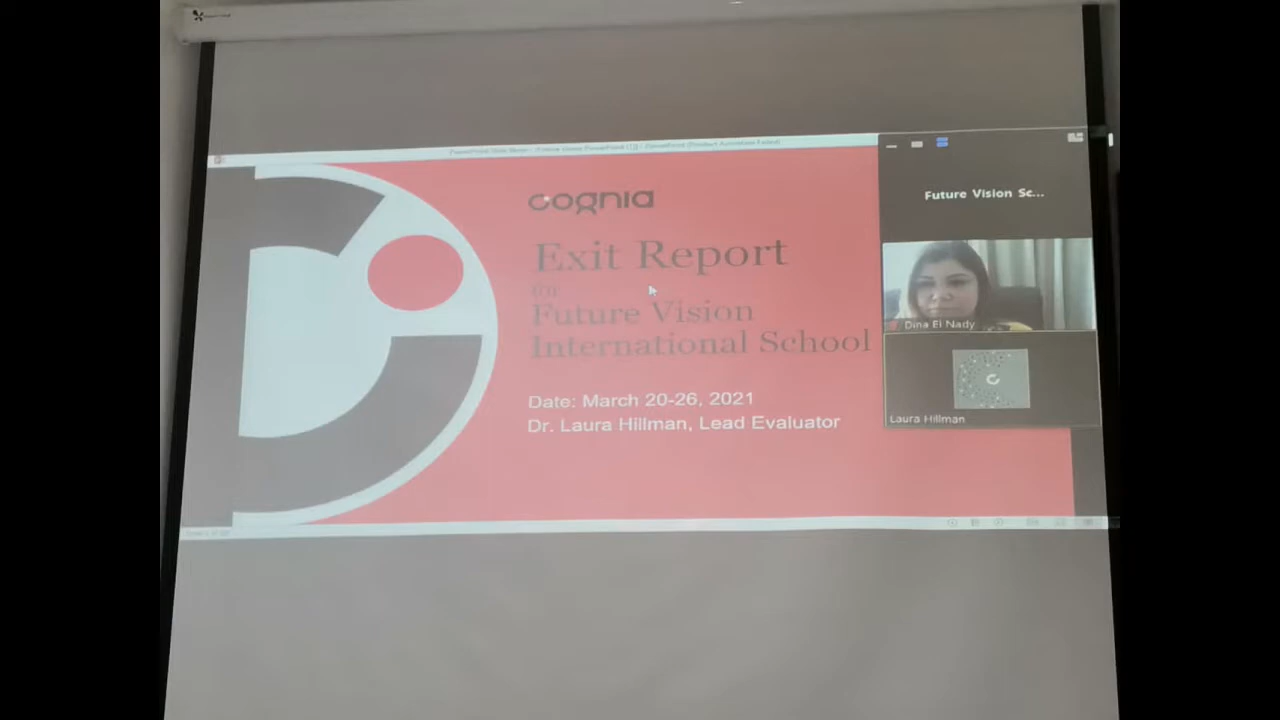 cognia
Exit Report
for
Future Vision
International School
Date: March 20-26, 2021
Dr. Laura Hillman, Lead Evaluator
Future Vision Sc...
Dina El Nady
Laura Hillman